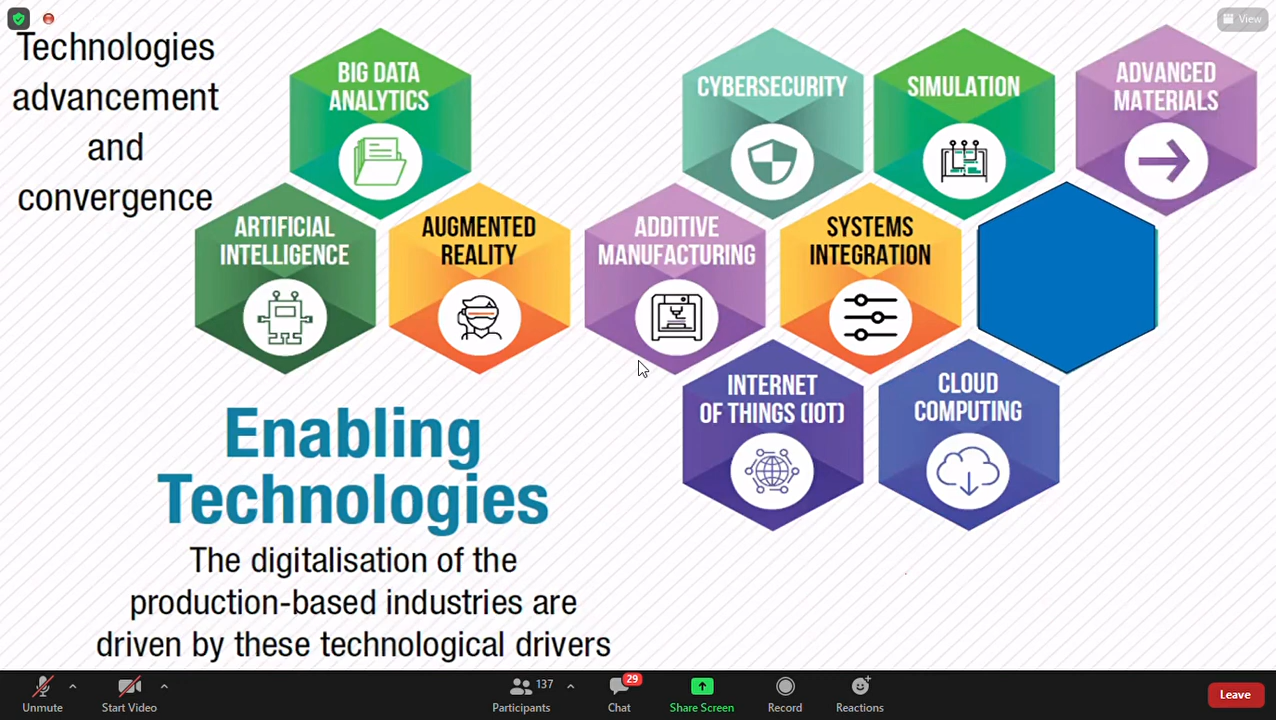 View
Technologies
advancement
and
convergence
BIG DATA
ANALYTICS
CYBERSECURITY
SIMULATION
ADVANCED
MATERIALS
ARTIFICIAL
INTELLIGENCE
AUGMENTED
REALITY
ADDITIVE
MANUFACTURING
SYSTEMS
INTEGRATION
INTERNET
OF THINGS (IOT)
CLOUD
COMPUTING
Enabling
Technologies
The digitalisation of the
production-based industries are
driven by these technological drivers
Unmute
Start Video
137
Participants
29
Chat
Share Screen
Record
Reactions
Leave